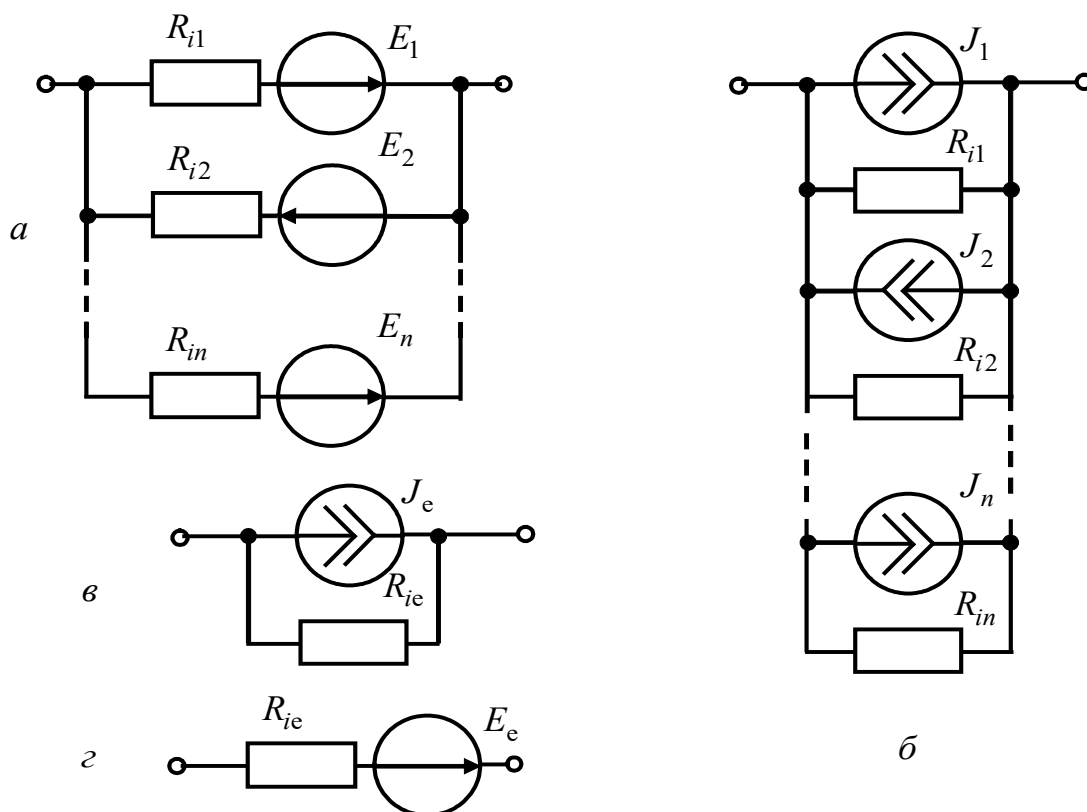 R_{i1} E_1
R_{i2} E_2
а
R_{in} E_n
J_1
R_{i1}
J_2
R_{i2}
J_n
R_{in}
б
J_e
R_{ie}
в
R_{ie} E_e
г